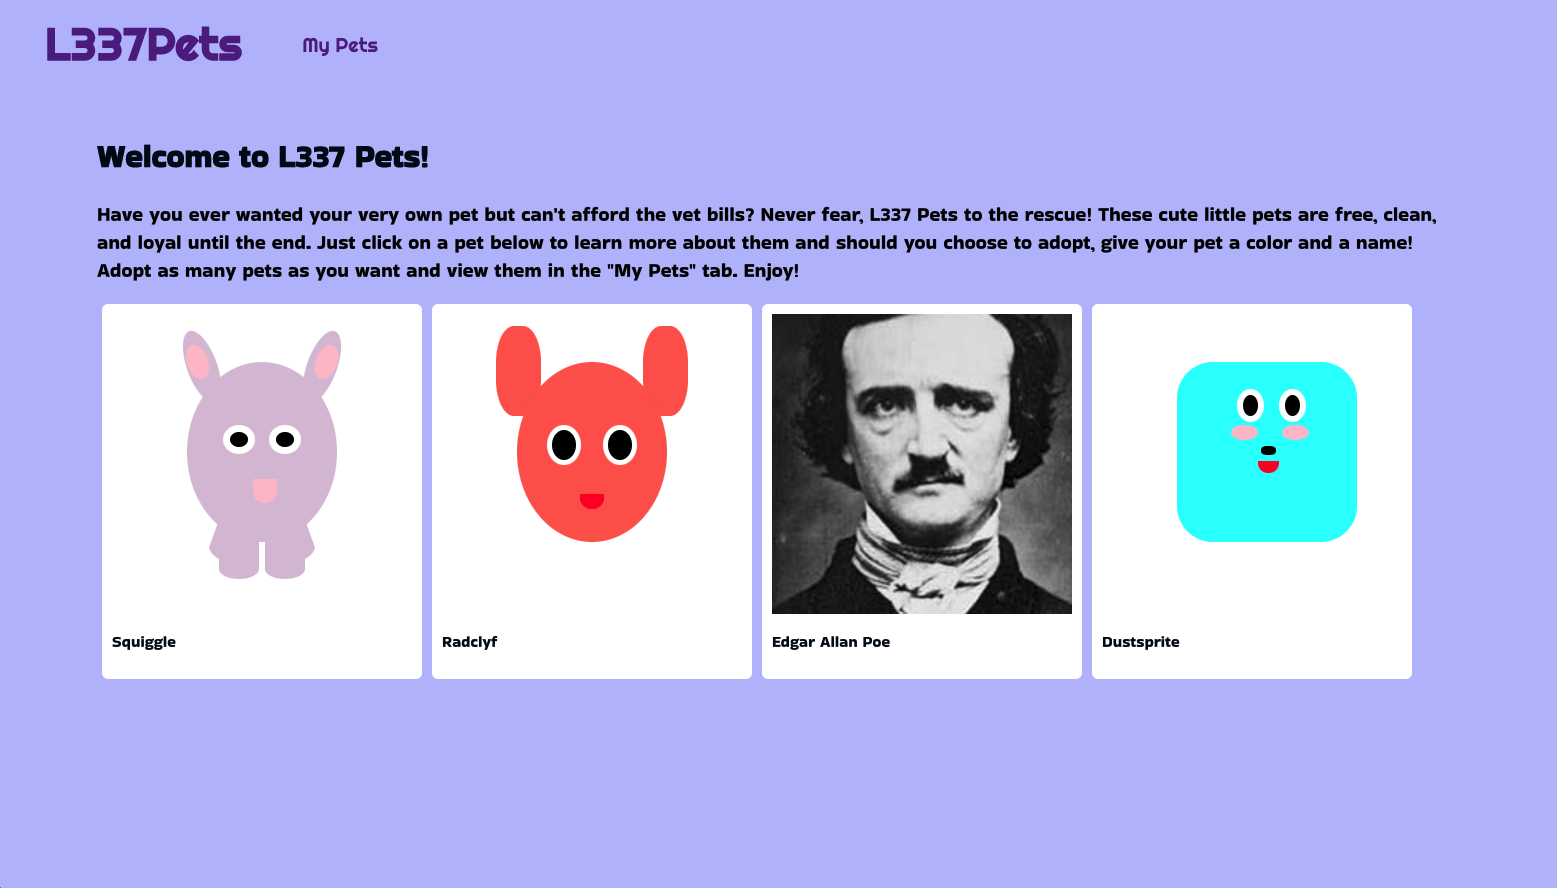 L337Pets
My Pets
Welcome to L337 Pets!
Have you ever wanted your very own pet but can't afford the vet bills? Never fear, L337 Pets to the rescue! These cute little pets are free, clean,
and loyal until the end. Just click on a pet below to learn more about them and should you choose to adopt, give your pet a color and a name!
Adopt as many pets as you want and view them in the "My Pets" tab. Enjoy!
Squiggle
Radclyf
Edgar Allan Poe
Dustsprite